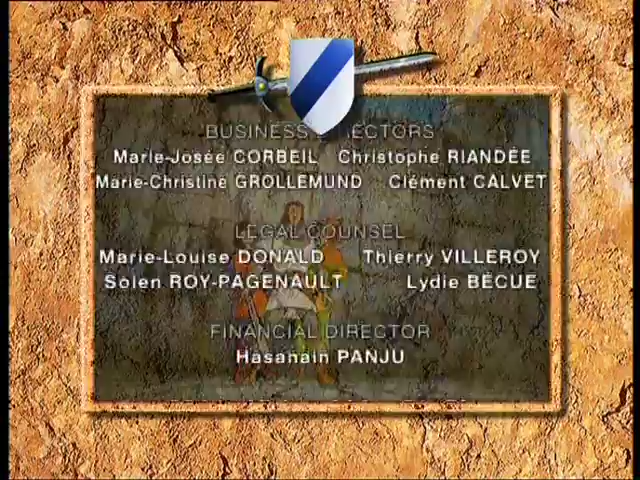 BUSINESS DIRECTORS
Marie-Josée CORBEIL Christophe RIANDÉE
Marie-Christine GROLLEMUND Clément CALVET
LEGAL COUNSEL
Marie-Louise DONALD Thierry VILLEROY
Solen ROY-PAGENAULT Lydie BÉCUE
FINANCIAL DIRECTOR
Hasanain PANJU